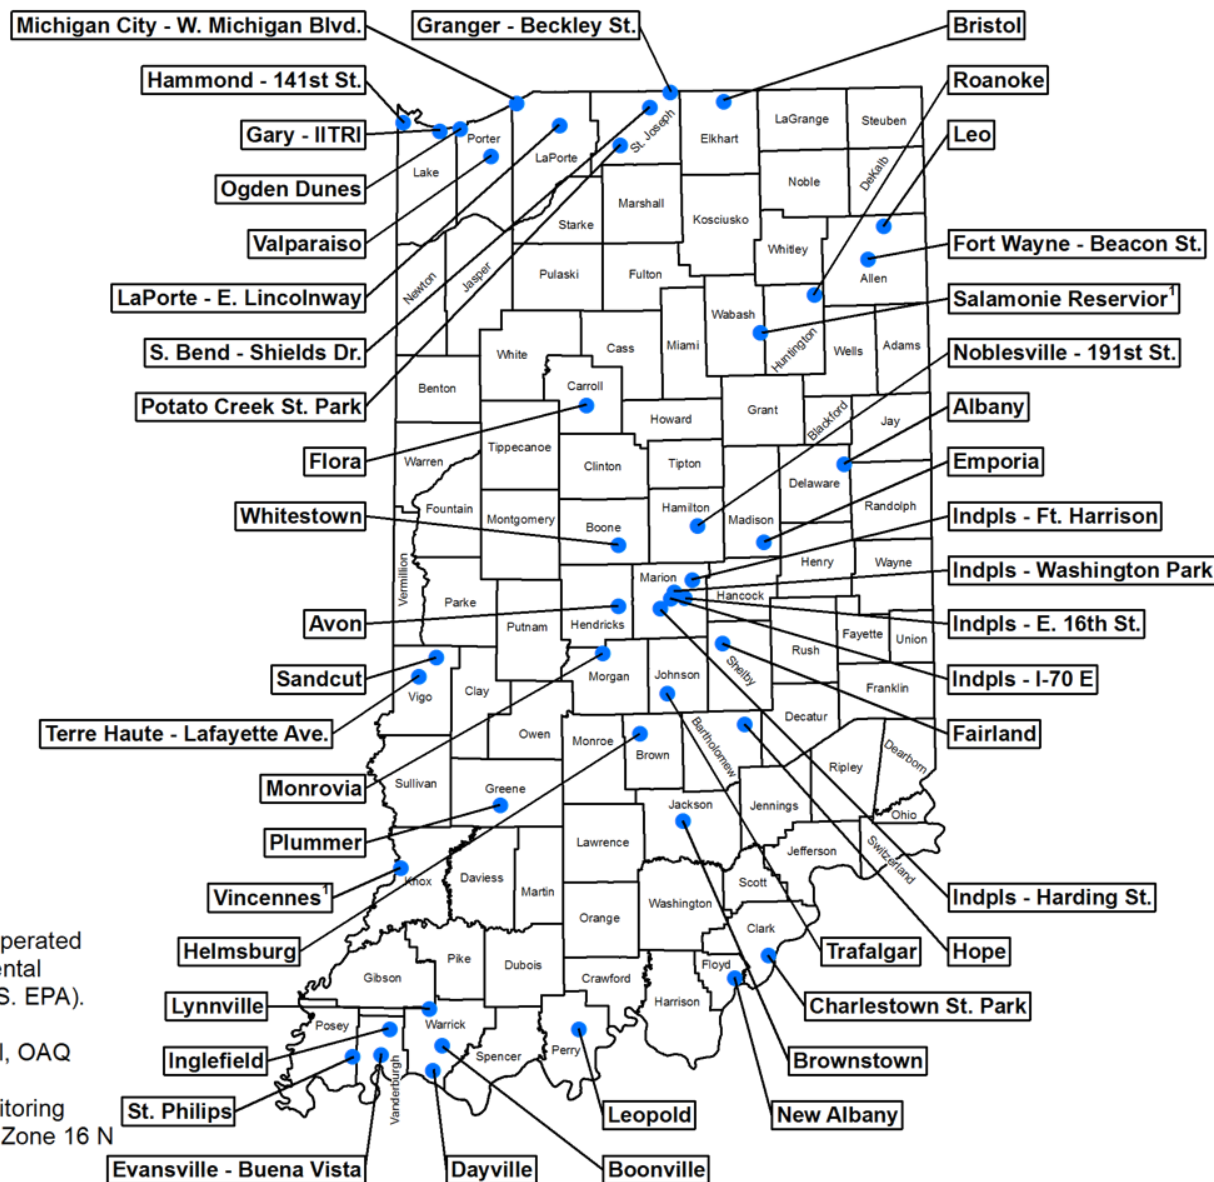 Michigan City - W. Michigan Blvd.
Granger - Beckley St.
Bristol
Hammond - 141st St.
Roanoke
Gary - IITRI
Leo
Ogden Dunes
Valparaiso
Fort Wayne - Beacon St.
LaPorte - E. Lincolnway
Salamonie Reservior¹
S. Bend - Shields Dr.
Noblesville - 191st St.
Potato Creek St. Park
Albany
Flora
Emporia
Whitestown
Indpls - Ft. Harrison
Indpls - Washington Park
Avon
Indpls - E. 16th St.
Sandcut
Indpls - I-70 E
Terre Haute - Lafayette Ave.
Fairland
Monrovia
Plummer
Vincennes¹
Indpls - Harding St.
Helmsburg
Trafalgar
Hope
Lynnville
Charlestown St. Park
Inglefield
Brownstown
St. Philips
Leopold
New Albany
Evansville - Buena Vista
Dayville
Boonville
Lake
Porter
LaPorte
St. Joseph
Elkhart
LaGrange
Steuben
Noble
DeKalb
Starke
Marshall
Kosciusko
Whitley
Allen
Newton
Jasper
Pulaski
Fulton
Wabash
Huntington
Wells
Adams
White
Cass
Miami
Benton
Carroll
Howard
Grant
Blackford
Jay
Warren
Tippecanoe
Clinton
Tipton
Delaware
Randolph
Fountain
Montgomery
Boone
Hamilton
Madison
Vermillion
Parke
Putnam
Hendricks
Marion
Hancock
Henry
Wayne
Fayette
Union
Rush
Shelby
Vigo
Clay
Morgan
Johnson
Franklin
Decatur
Owen
Monroe
Brown
Bartholomew
Dearborn
Ripley
Sullivan
Greene
Jackson
Jennings
Ohio
Switzerland
Jefferson
Lawrence
Knox
Daviess
Martin
Scott
Washington
Orange
Clark
Floyd
Pike
Dubois
Gibson
Crawford
Harrison
Posey
Warrick
Spencer
Perry
Vanderburgh
perated
ental
S. EPA).
l, OAQ
itoring
Zone 16 N